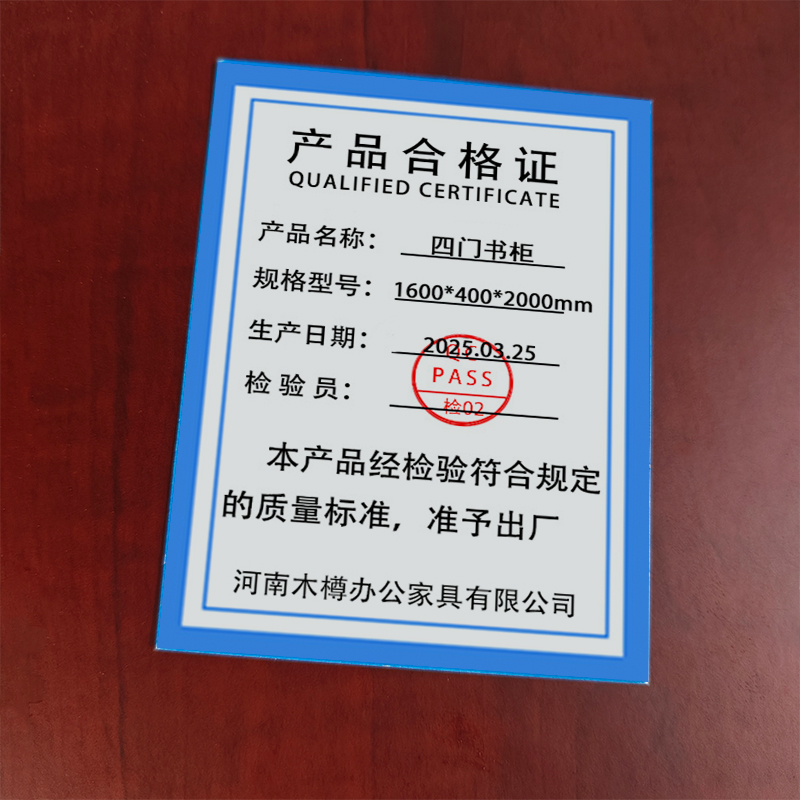 产品合格证
QUALIFIED CERTIFICATE
产品名称： 四门书柜
规格型号： 1600*400*2000mm
生产日期： 2025.03.25
QC
PASS
检02
检验员：
本产品经检验符合规定
的质量标准，准予出厂
河南木樽办公家具有限公司